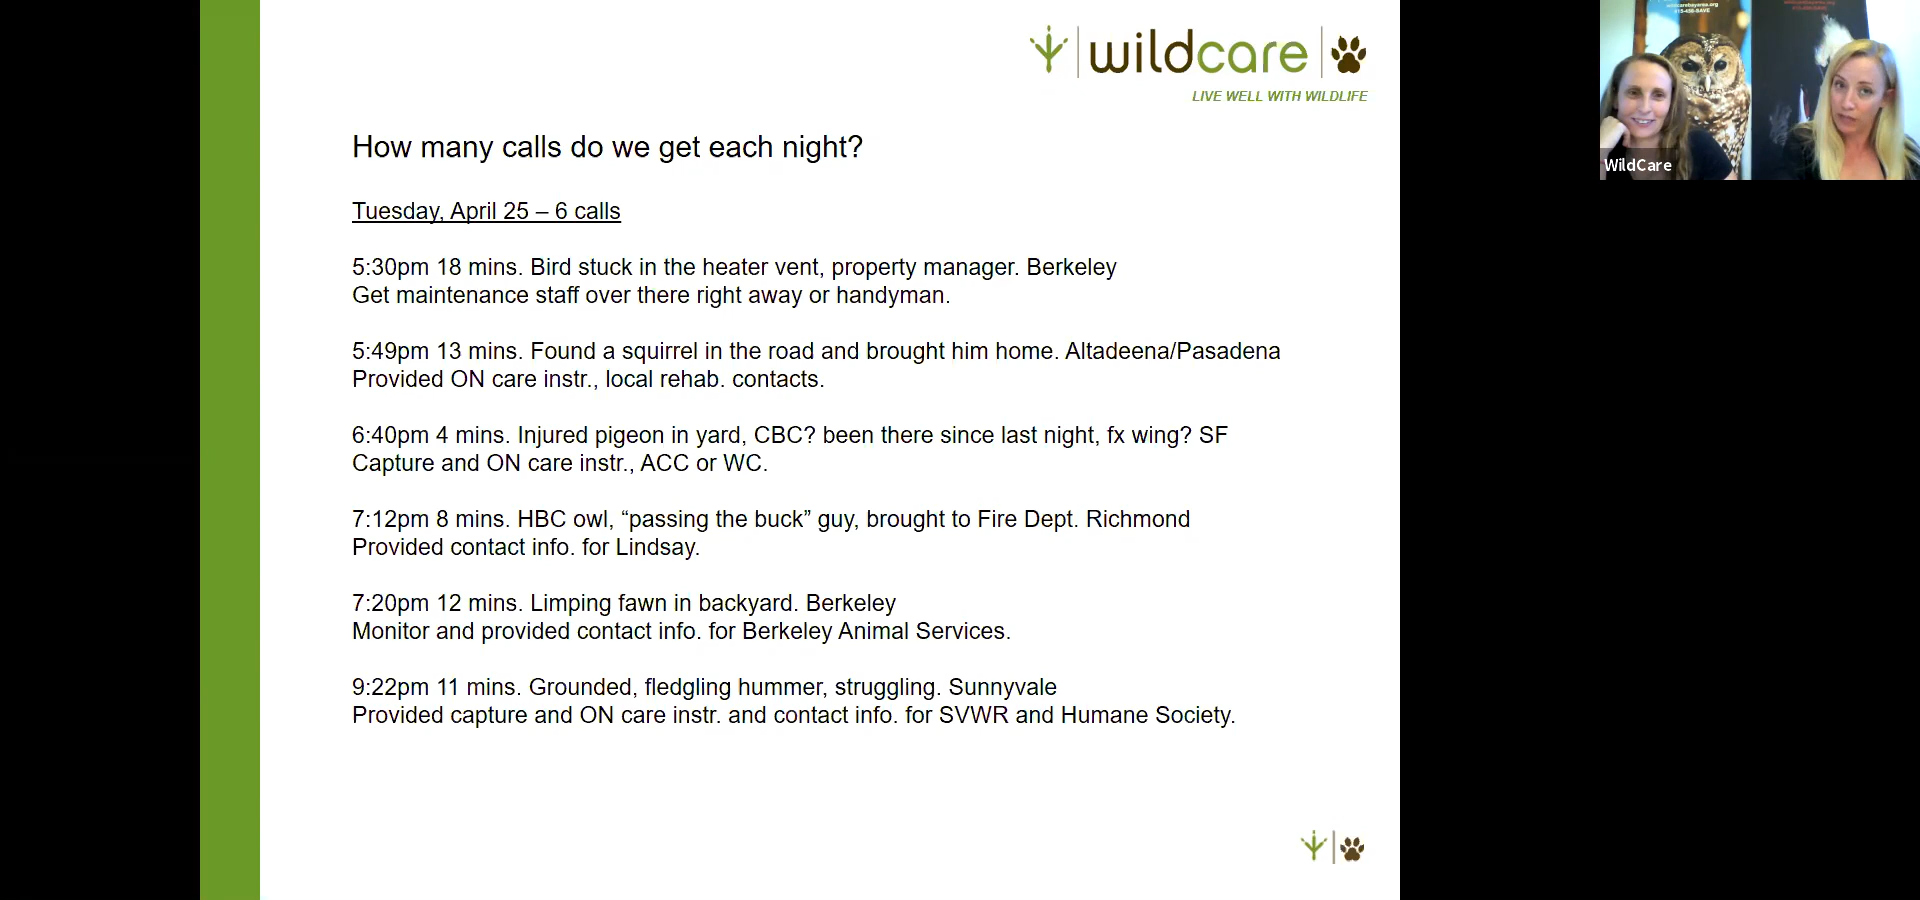 wildcare
LIVE WELL WITH WILDLIFE
How many calls do we get each night?
Tuesday, April 25 – 6 calls
5:30pm 18 mins. Bird stuck in the heater vent, property manager. Berkeley
Get maintenance staff over there right away or handyman.
5:49pm 13 mins. Found a squirrel in the road and brought him home. Altadeena/Pasadena
Provided ON care instr., local rehab. contacts.
6:40pm 4 mins. Injured pigeon in yard, CBC? been there since last night, fx wing? SF
Capture and ON care instr., ACC or WC.
7:12pm 8 mins. HBC owl, “passing the buck” guy, brought to Fire Dept. Richmond
Provided contact info. for Lindsay.
7:20pm 12 mins. Limping fawn in backyard. Berkeley
Monitor and provided contact info. for Berkeley Animal Services.
9:22pm 11 mins. Grounded, fledgling hummer, struggling. Sunnyvale
Provided capture and ON care instr. and contact info. for SVWR and Humane Society.
wildcarebayarea.org
415-456-SAVE
WildCare